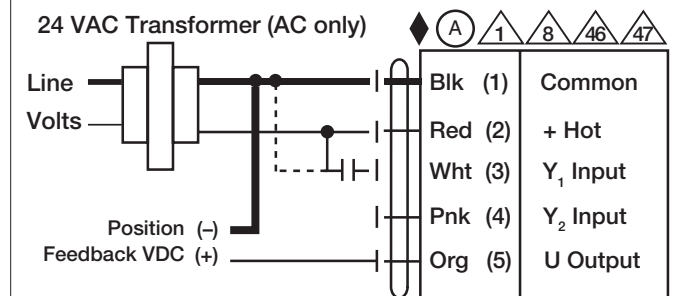 24 VAC Transformer (AC only)
A 1 8 46 47
Line
Volts
Blk (1) Common
Red (2) + Hot
Wht (3) Y₁ Input
Pnk (4) Y₂ Input
Org (5) U Output
Position (–)
Feedback VDC (+)